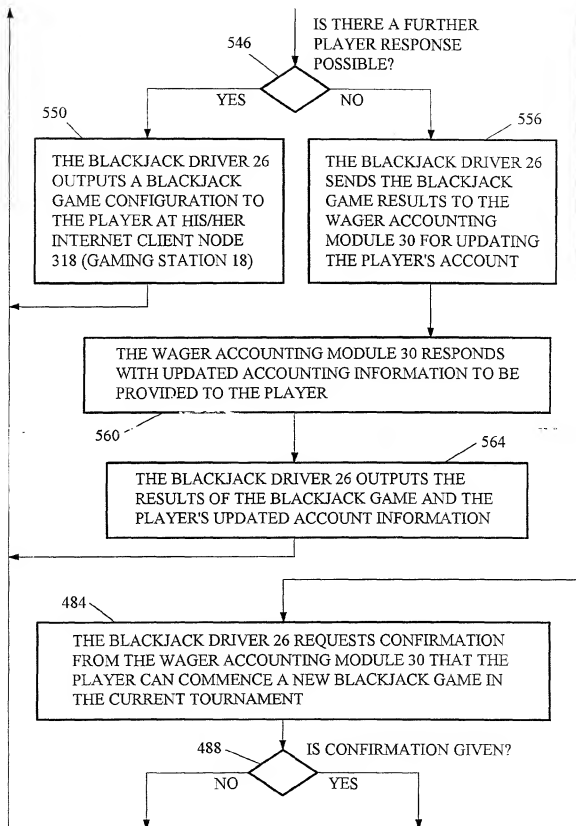 IS THERE A FURTHER
PLAYER RESPONSE
POSSIBLE?
546
YES
NO
550
THE BLACKJACK DRIVER 26
OUTPUTS A BLACKJACK
GAME CONFIGURATION TO
THE PLAYER AT HIS/HER
INTERNET CLIENT NODE
318 (GAMING STATION 18)
556
THE BLACKJACK DRIVER 26
SENDS THE BLACKJACK
GAME RESULTS TO THE
WAGER ACCOUNTING
MODULE 30 FOR UPDATING
THE PLAYER'S ACCOUNT
THE WAGER ACCOUNTING MODULE 30 RESPONDS
WITH UPDATED ACCOUNTING INFORMATION TO BE
PROVIDED TO THE PLAYER
560
564
THE BLACKJACK DRIVER 26 OUTPUTS THE
RESULTS OF THE BLACKJACK GAME AND THE
PLAYER'S UPDATED ACCOUNT INFORMATION
484
THE BLACKJACK DRIVER 26 REQUESTS CONFIRMATION
FROM THE WAGER ACCOUNTING MODULE 30 THAT THE
PLAYER CAN COMMENCE A NEW BLACKJACK GAME IN
THE CURRENT TOURNAMENT
488
IS CONFIRMATION GIVEN?
NO
YES